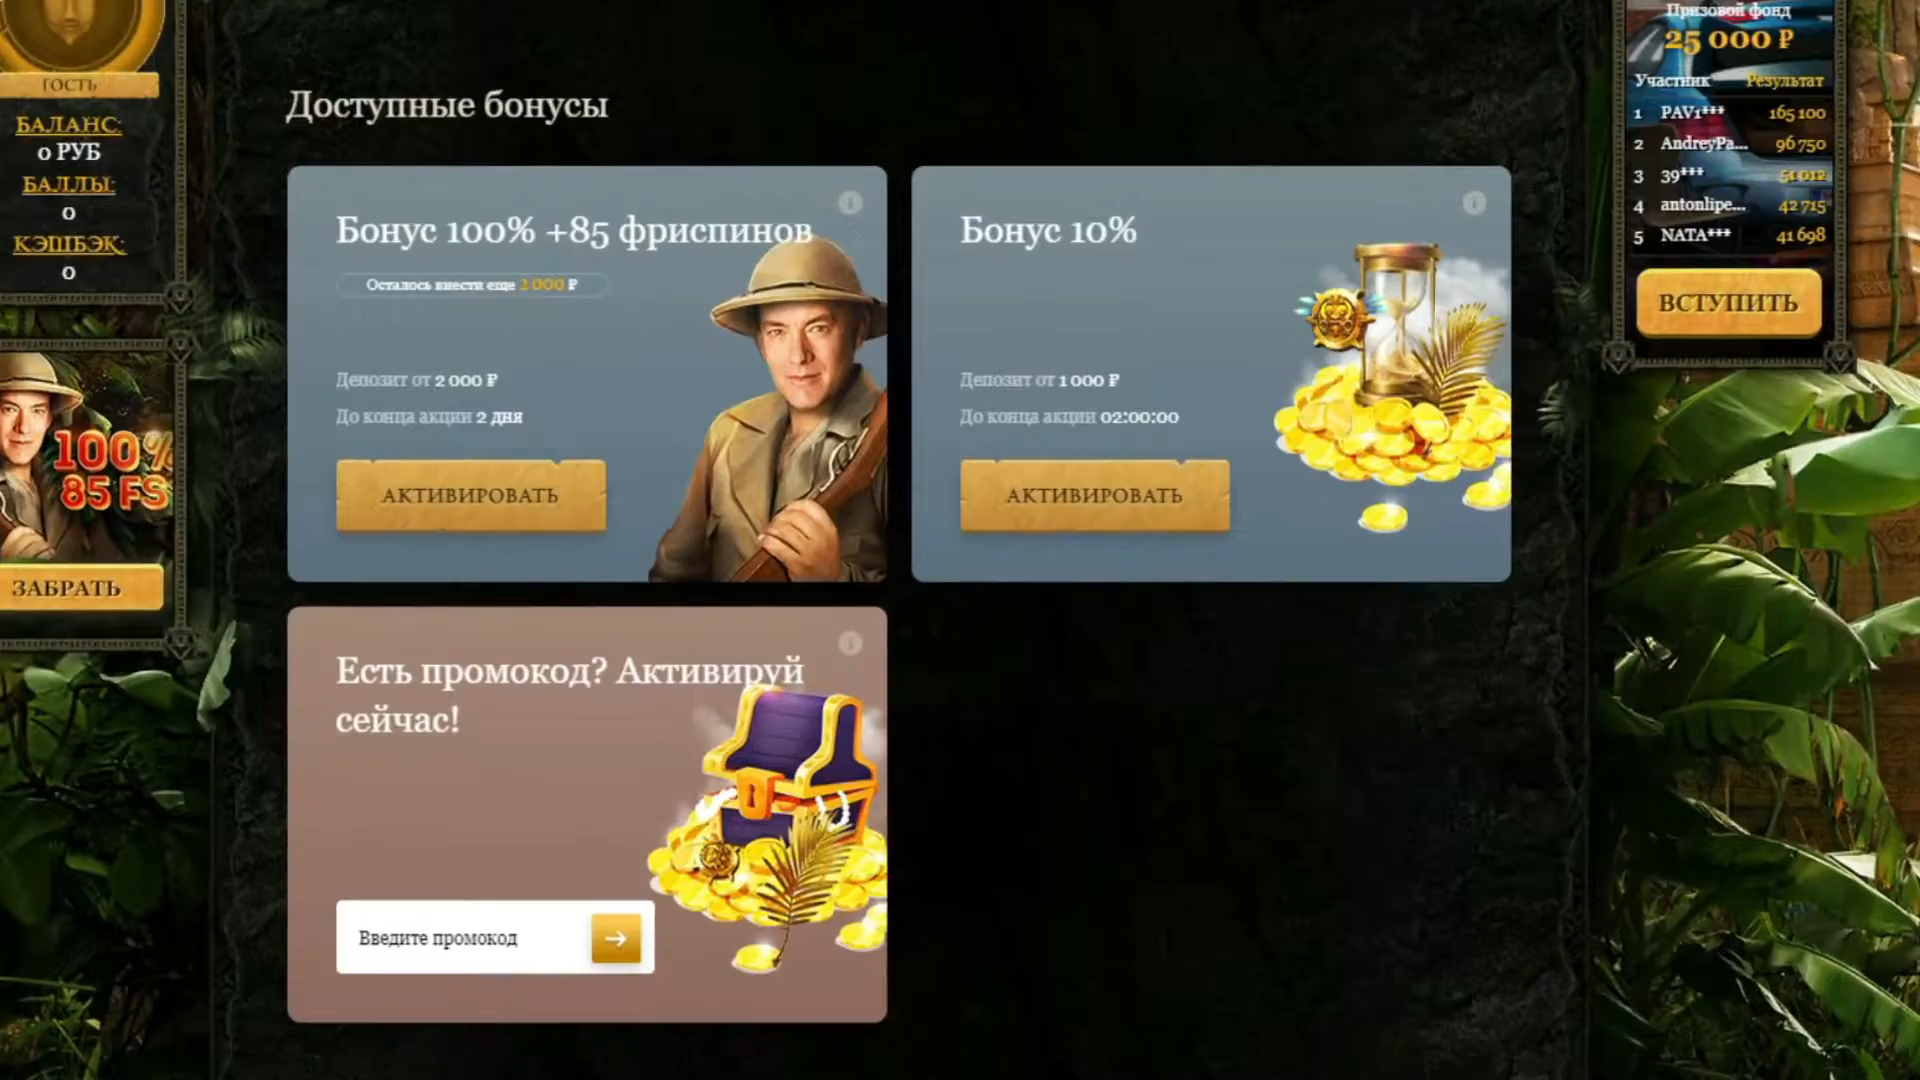 ГОСТЬ
БАЛАНС:
0 РУБ
БАЛЛЫ:
0
КЭШБЭК:
0
100%
85 FS
ЗАБРАТЬ
Доступные бонусы
Бонус 100% +85 фриспинов
Осталось внести еще 2 000 ₽
Депозит от 2 000 ₽
До конца акции 2 дня
АКТИВИРОВАТЬ
Бонус 10%
Депозит от 1 000 ₽
До конца акции 02:00:00
АКТИВИРОВАТЬ
Есть промокод? Активируй
сейчас!
Введите промокод
Призовой фонд
25 000 ₽
Участник Результат
1 PAV1*** 165 100
2 AndreyPa... 96 750
3 39*** 51 012
4 antonlipe... 42 715
5 NATA*** 41 698
ВСТУПИТЬ